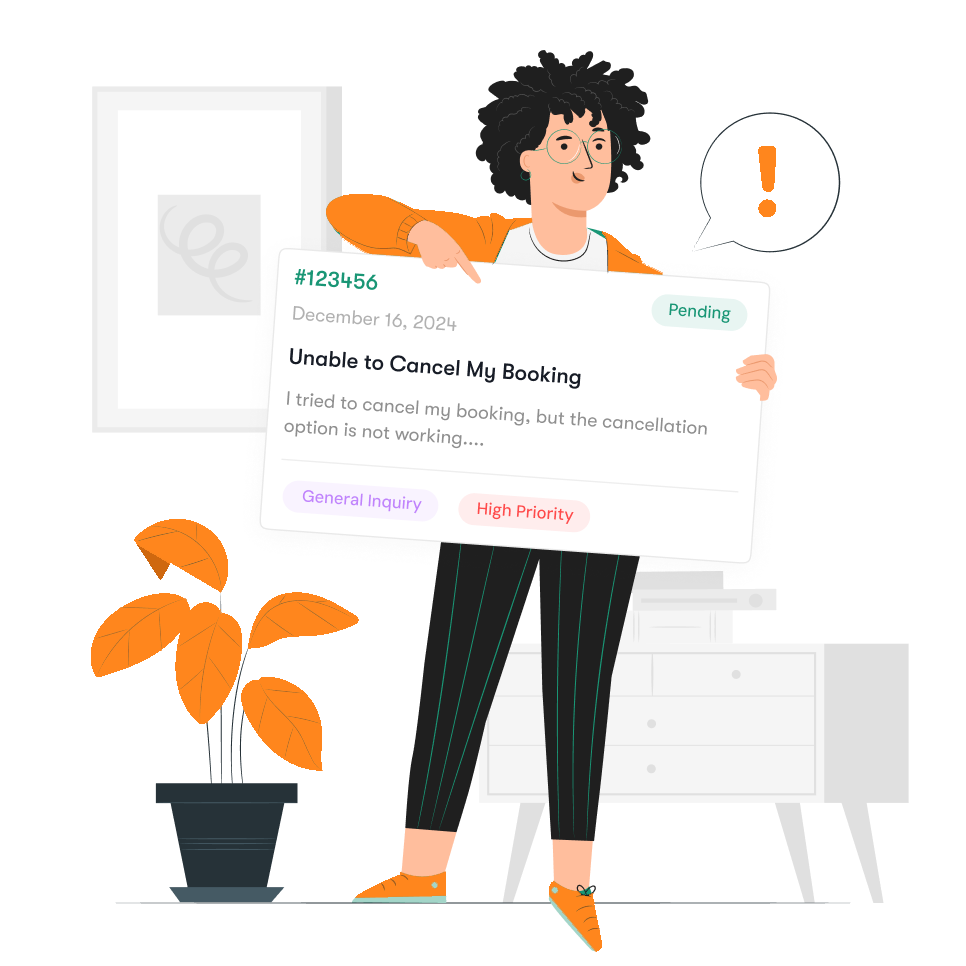 #123456
Pending
December 16, 2024
Unable to Cancel My Booking
I tried to cancel my booking, but the cancellation
option is not working....
General Inquiry
High Priority
!